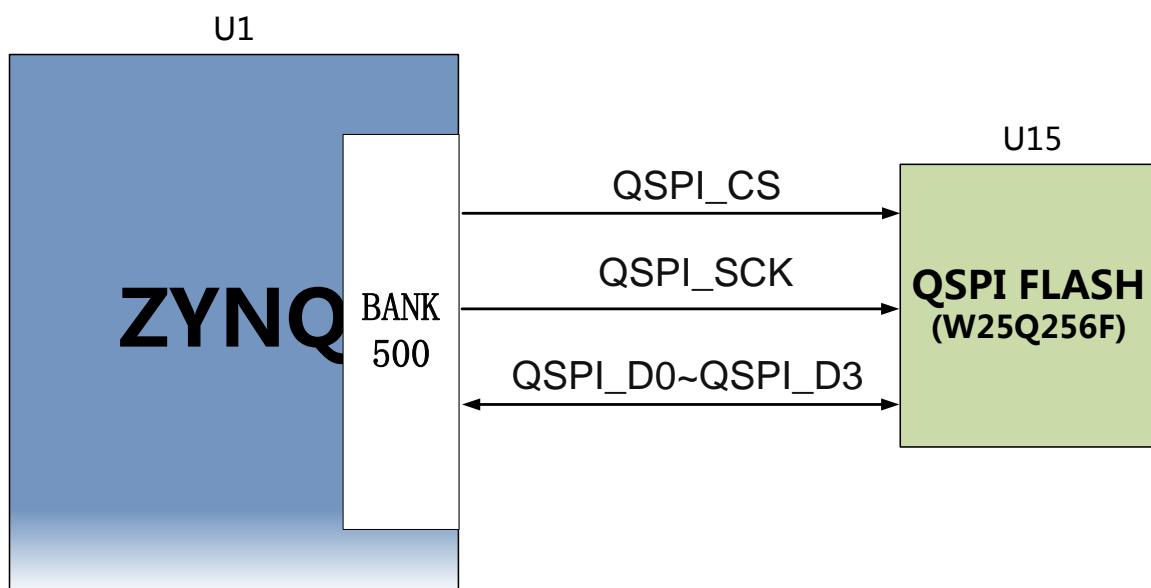 U1
U15
QSPI_CS
QSPI_SCK
ZYNQ
BANK
500
QSPI FLASH
(W25Q256F)
QSPI_D0~QSPI_D3